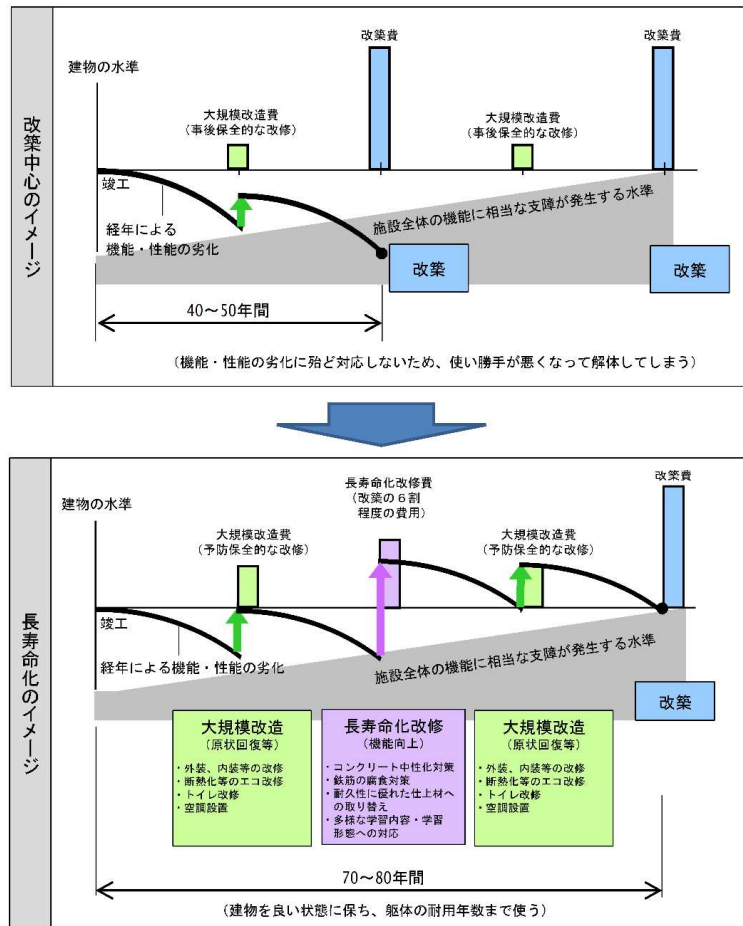 改築中心のイメージ
建物の水準
改築費
改築費
大規模改造費
（事後保全的な改修）
大規模改造費
（事後保全的な改修）
竣工
経年による
機能・性能の劣化
施設全体の機能に相当な支障が発生する水準
改築
改築
40～50年間
（機能・性能の劣化に殆ど対応しないため、使い勝手が悪くなって解体してしまう）
長寿命化のイメージ
建物の水準
長寿命化改修費
（改築の６割
程度の費用）
改築費
大規模改造費
（予防保全的な改修）
大規模改造費
（予防保全的な改修）
竣工
経年による機能・性能の劣化
施設全体の機能に相当な支障が発生する水準
改築
大規模改造
（原状回復等）
・外装、内装等の改修
・断熱化等のエコ改修
・トイレ改修
・空調設置
長寿命化改修
（機能向上）
・コンクリート中性化対策
・鉄筋の腐食対策
・耐久性に優れた仕上材へ
の取り替え
・多様な学習内容・学習
形態への対応
大規模改造
（原状回復等）
・外装、内装等の改修
・断熱化等のエコ改修
・トイレ改修
・空調設置
70～80年間
（建物を良い状態に保ち、躯体の耐用年数まで使う）